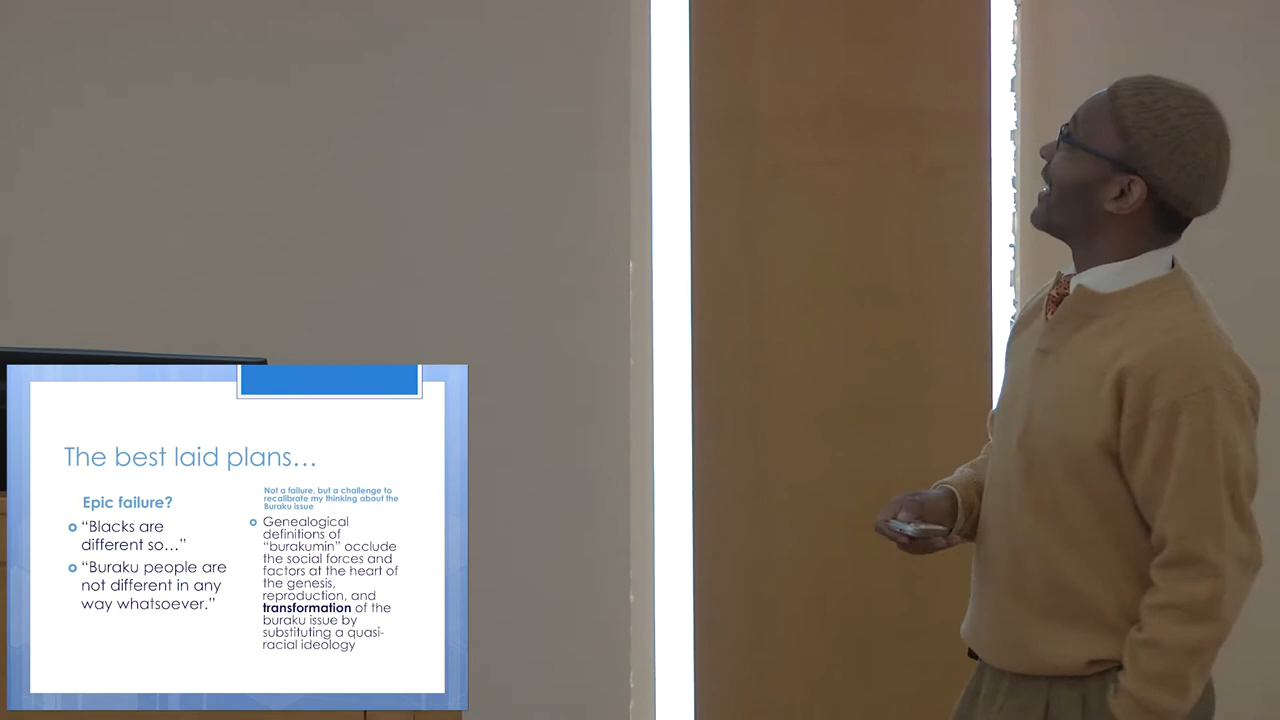 The best laid plans…
Epic failure?
“Blacks are
different so…”
“Buraku people are
not different in any
way whatsoever.”
Not a failure, but a challenge to
recalibrate my thinking about the
Buraku issue
Genealogical
definitions of
“burakumin” occlude
the social forces and
factors at the heart of
the genesis,
reproduction, and
transformation of the
buraku issue by
substituting a quasi-
racial ideology